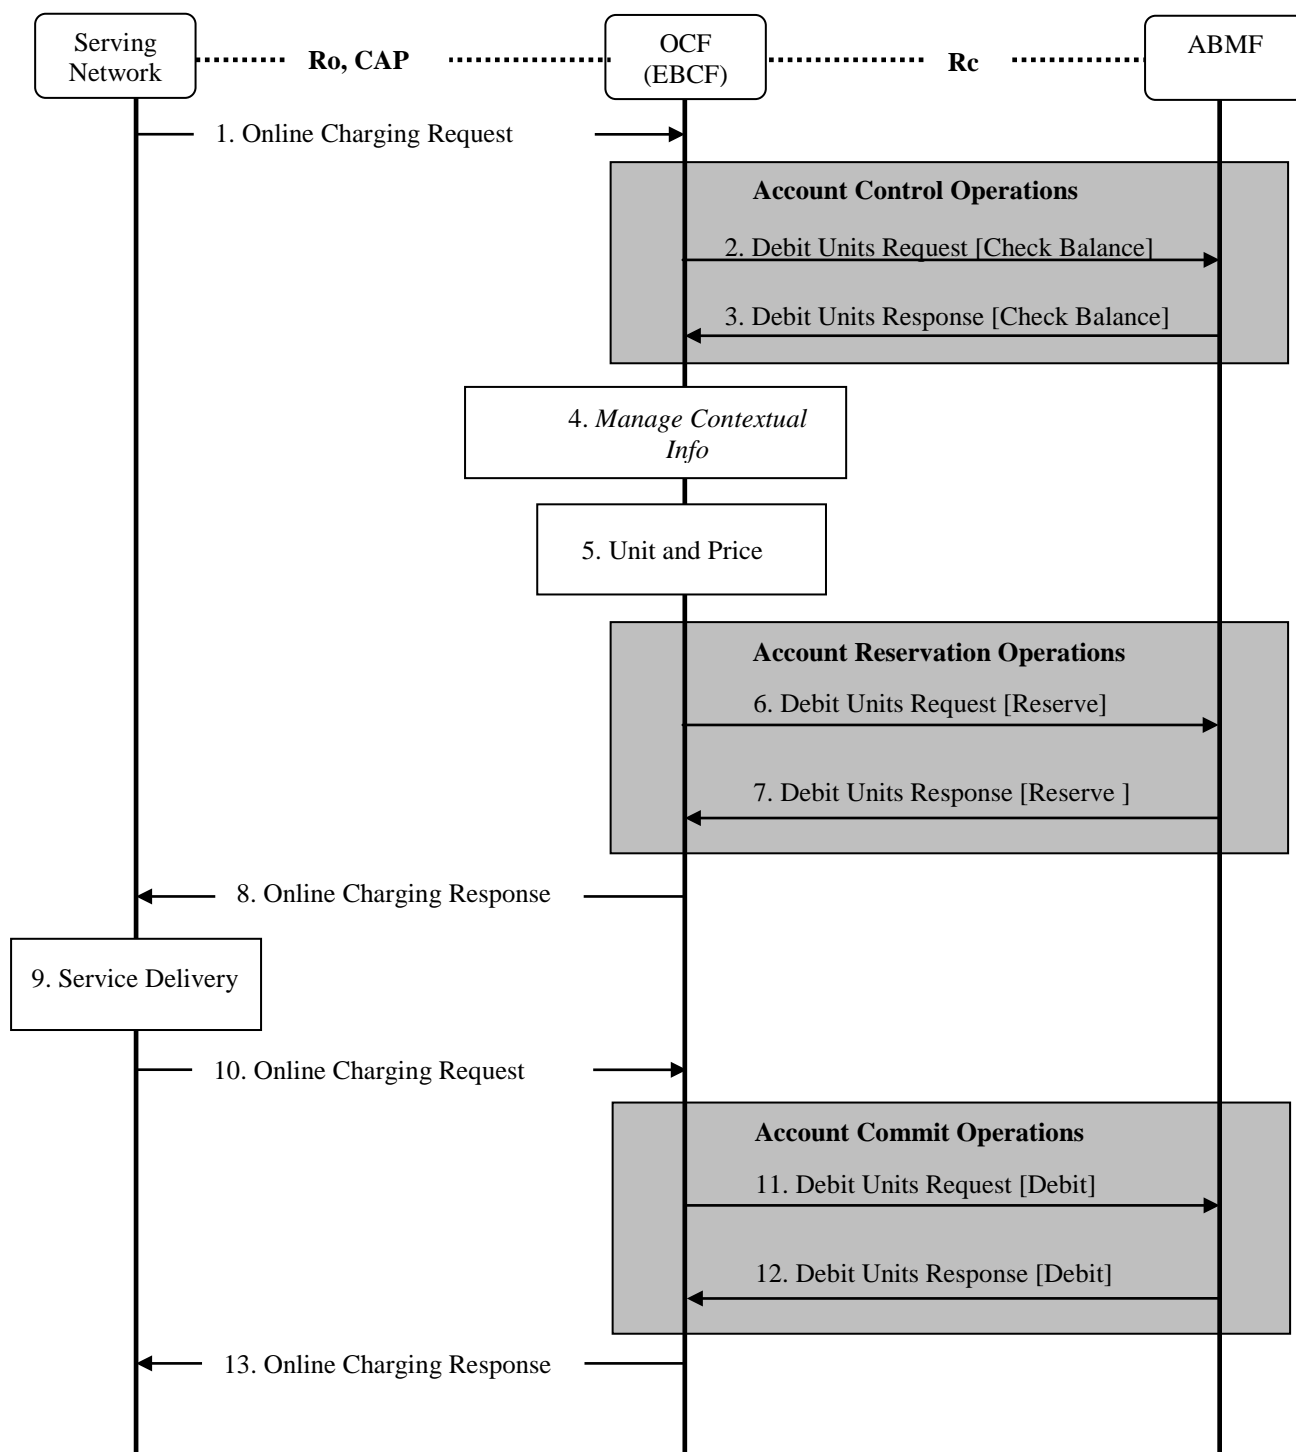 Serving
Network
Ro, CAP
OCF
(EBCF)
Rc
ABMF
1. Online Charging Request
Account Control Operations
2. Debit Units Request [Check Balance]
3. Debit Units Response [Check Balance]
4. Manage Contextual
Info
5. Unit and Price
Account Reservation Operations
6. Debit Units Request [Reserve]
7. Debit Units Response [Reserve ]
8. Online Charging Response
9. Service Delivery
10. Online Charging Request
Account Commit Operations
11. Debit Units Request [Debit]
12. Debit Units Response [Debit]
13. Online Charging Response